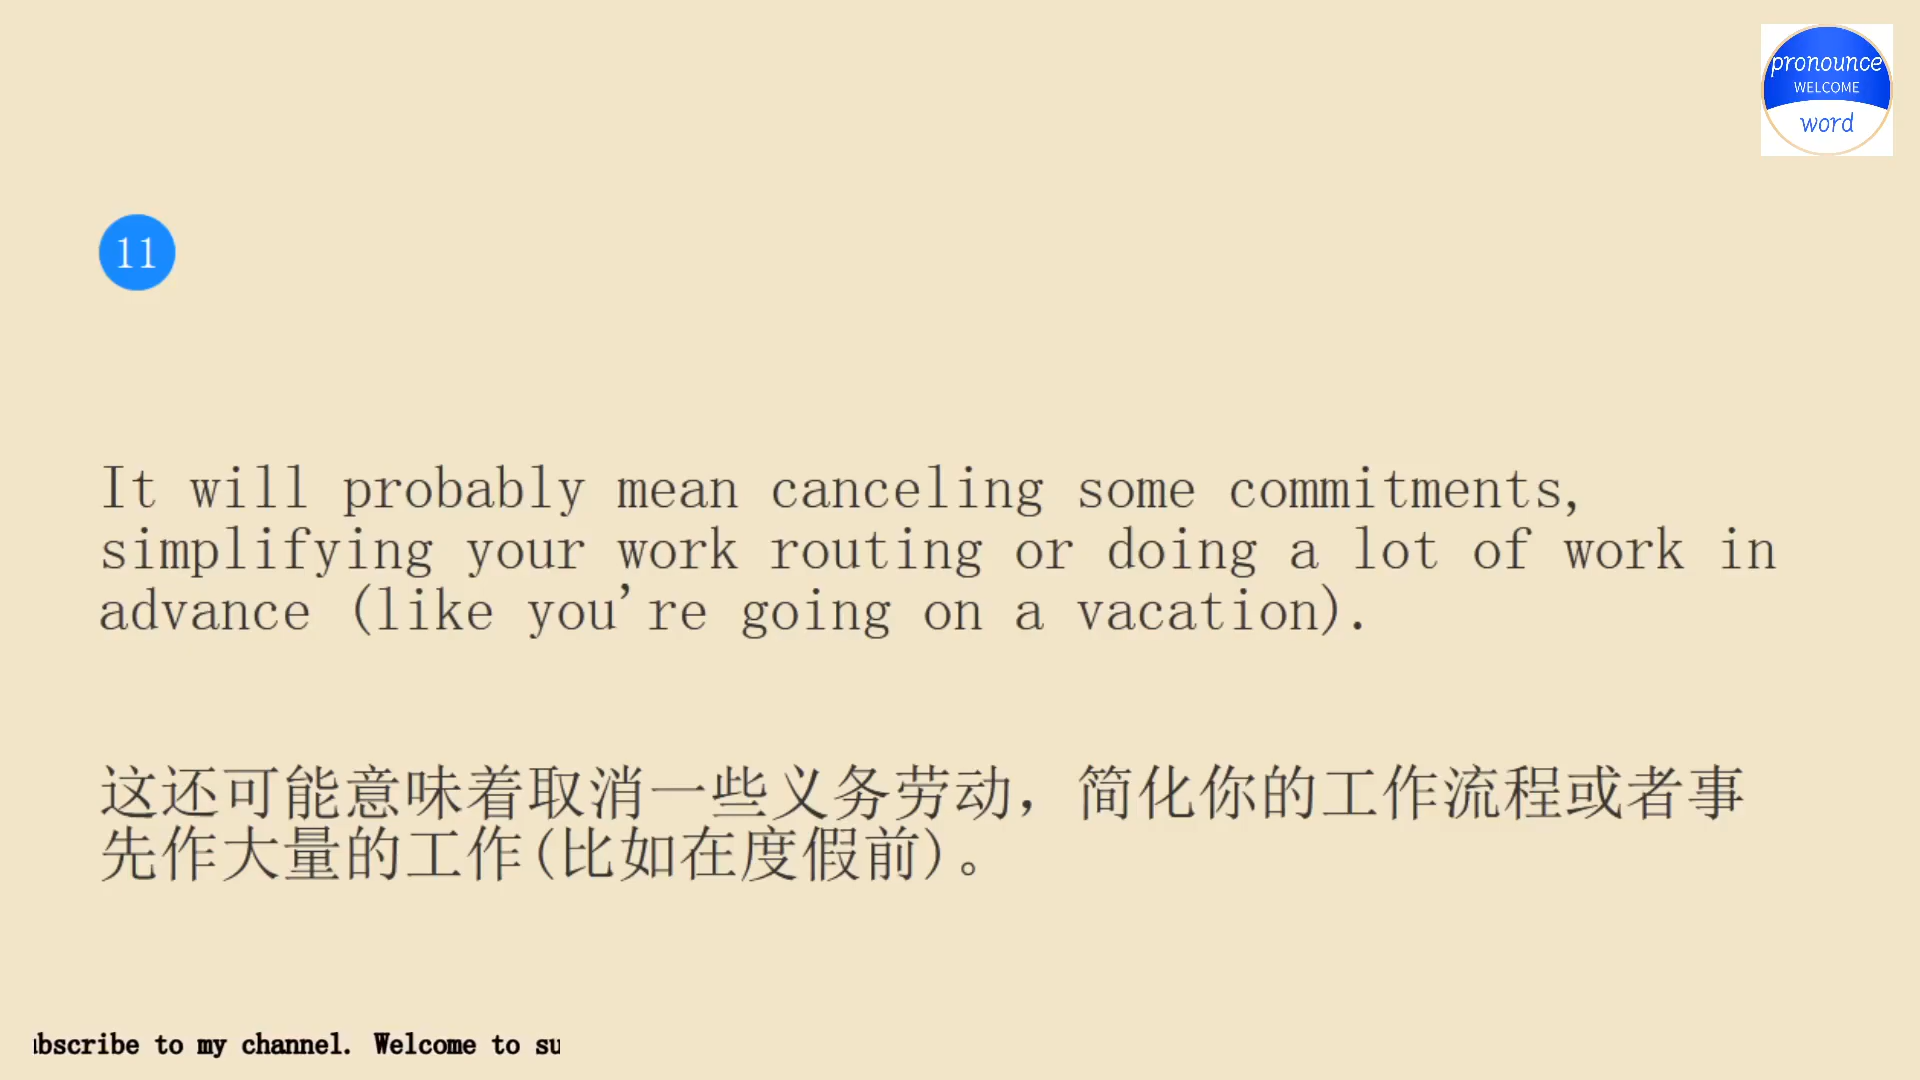 pronounce
WELCOME
word
11
It will probably mean canceling some commitments,
simplifying your work routing or doing a lot of work in
advance (like you're going on a vacation).
这还可能意味着取消一些义务劳动，简化你的工作流程或者事
先作大量的工作(比如在度假前)。
ubscribe to my channel. Welcome to su